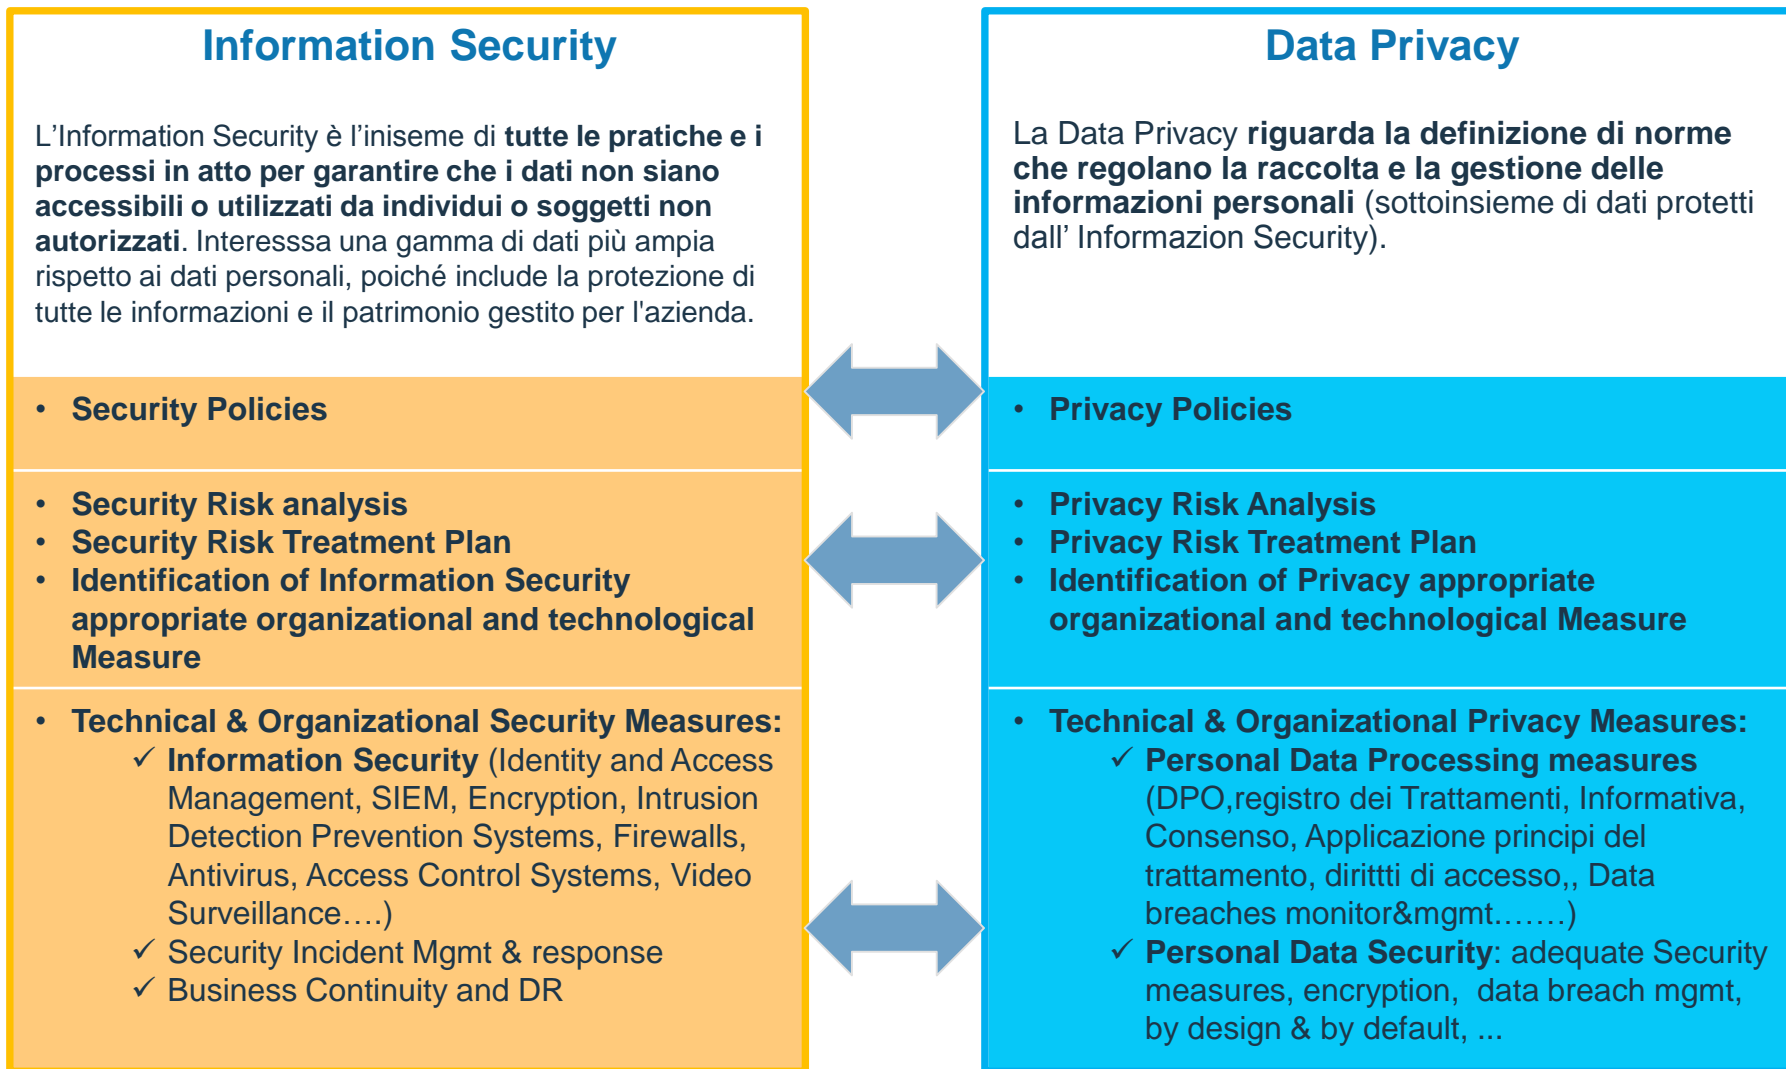 Information Security
L’Information Security è l’iniseme di tutte le pratiche e i
processi in atto per garantire che i dati non siano
accessibili o utilizzati da individui o soggetti non
autorizzati. Interesssa una gamma di dati più ampia
rispetto ai dati personali, poiché include la protezione di
tutte le informazioni e il patrimonio gestito per l'azienda.
• Security Policies
• Security Risk analysis
• Security Risk Treatment Plan
• Identification of Information Security
appropriate organizational and technological
Measure
• Technical & Organizational Security Measures:
✓ Information Security (Identity and Access
Management, SIEM, Encryption, Intrusion
Detection Prevention Systems, Firewalls,
Antivirus, Access Control Systems, Video
Surveillance….)
✓ Security Incident Mgmt & response
✓ Business Continuity and DR
Data Privacy
La Data Privacy riguarda la definizione di norme
che regolano la raccolta e la gestione delle
informazioni personali (sottoinsieme di dati protetti
dall’ Informazion Security).
• Privacy Policies
• Privacy Risk Analysis
• Privacy Risk Treatment Plan
• Identification of Privacy appropriate
organizational and technological Measure
• Technical & Organizational Privacy Measures:
✓ Personal Data Processing measures
(DPO,registro dei Trattamenti, Informativa,
Consenso, Applicazione principi del
trattamento, dirittti di accesso,, Data
breaches monitor&mgmt.……)
✓ Personal Data Security: adequate Security
measures, encryption, data breach mgmt,
by design & by default, ...